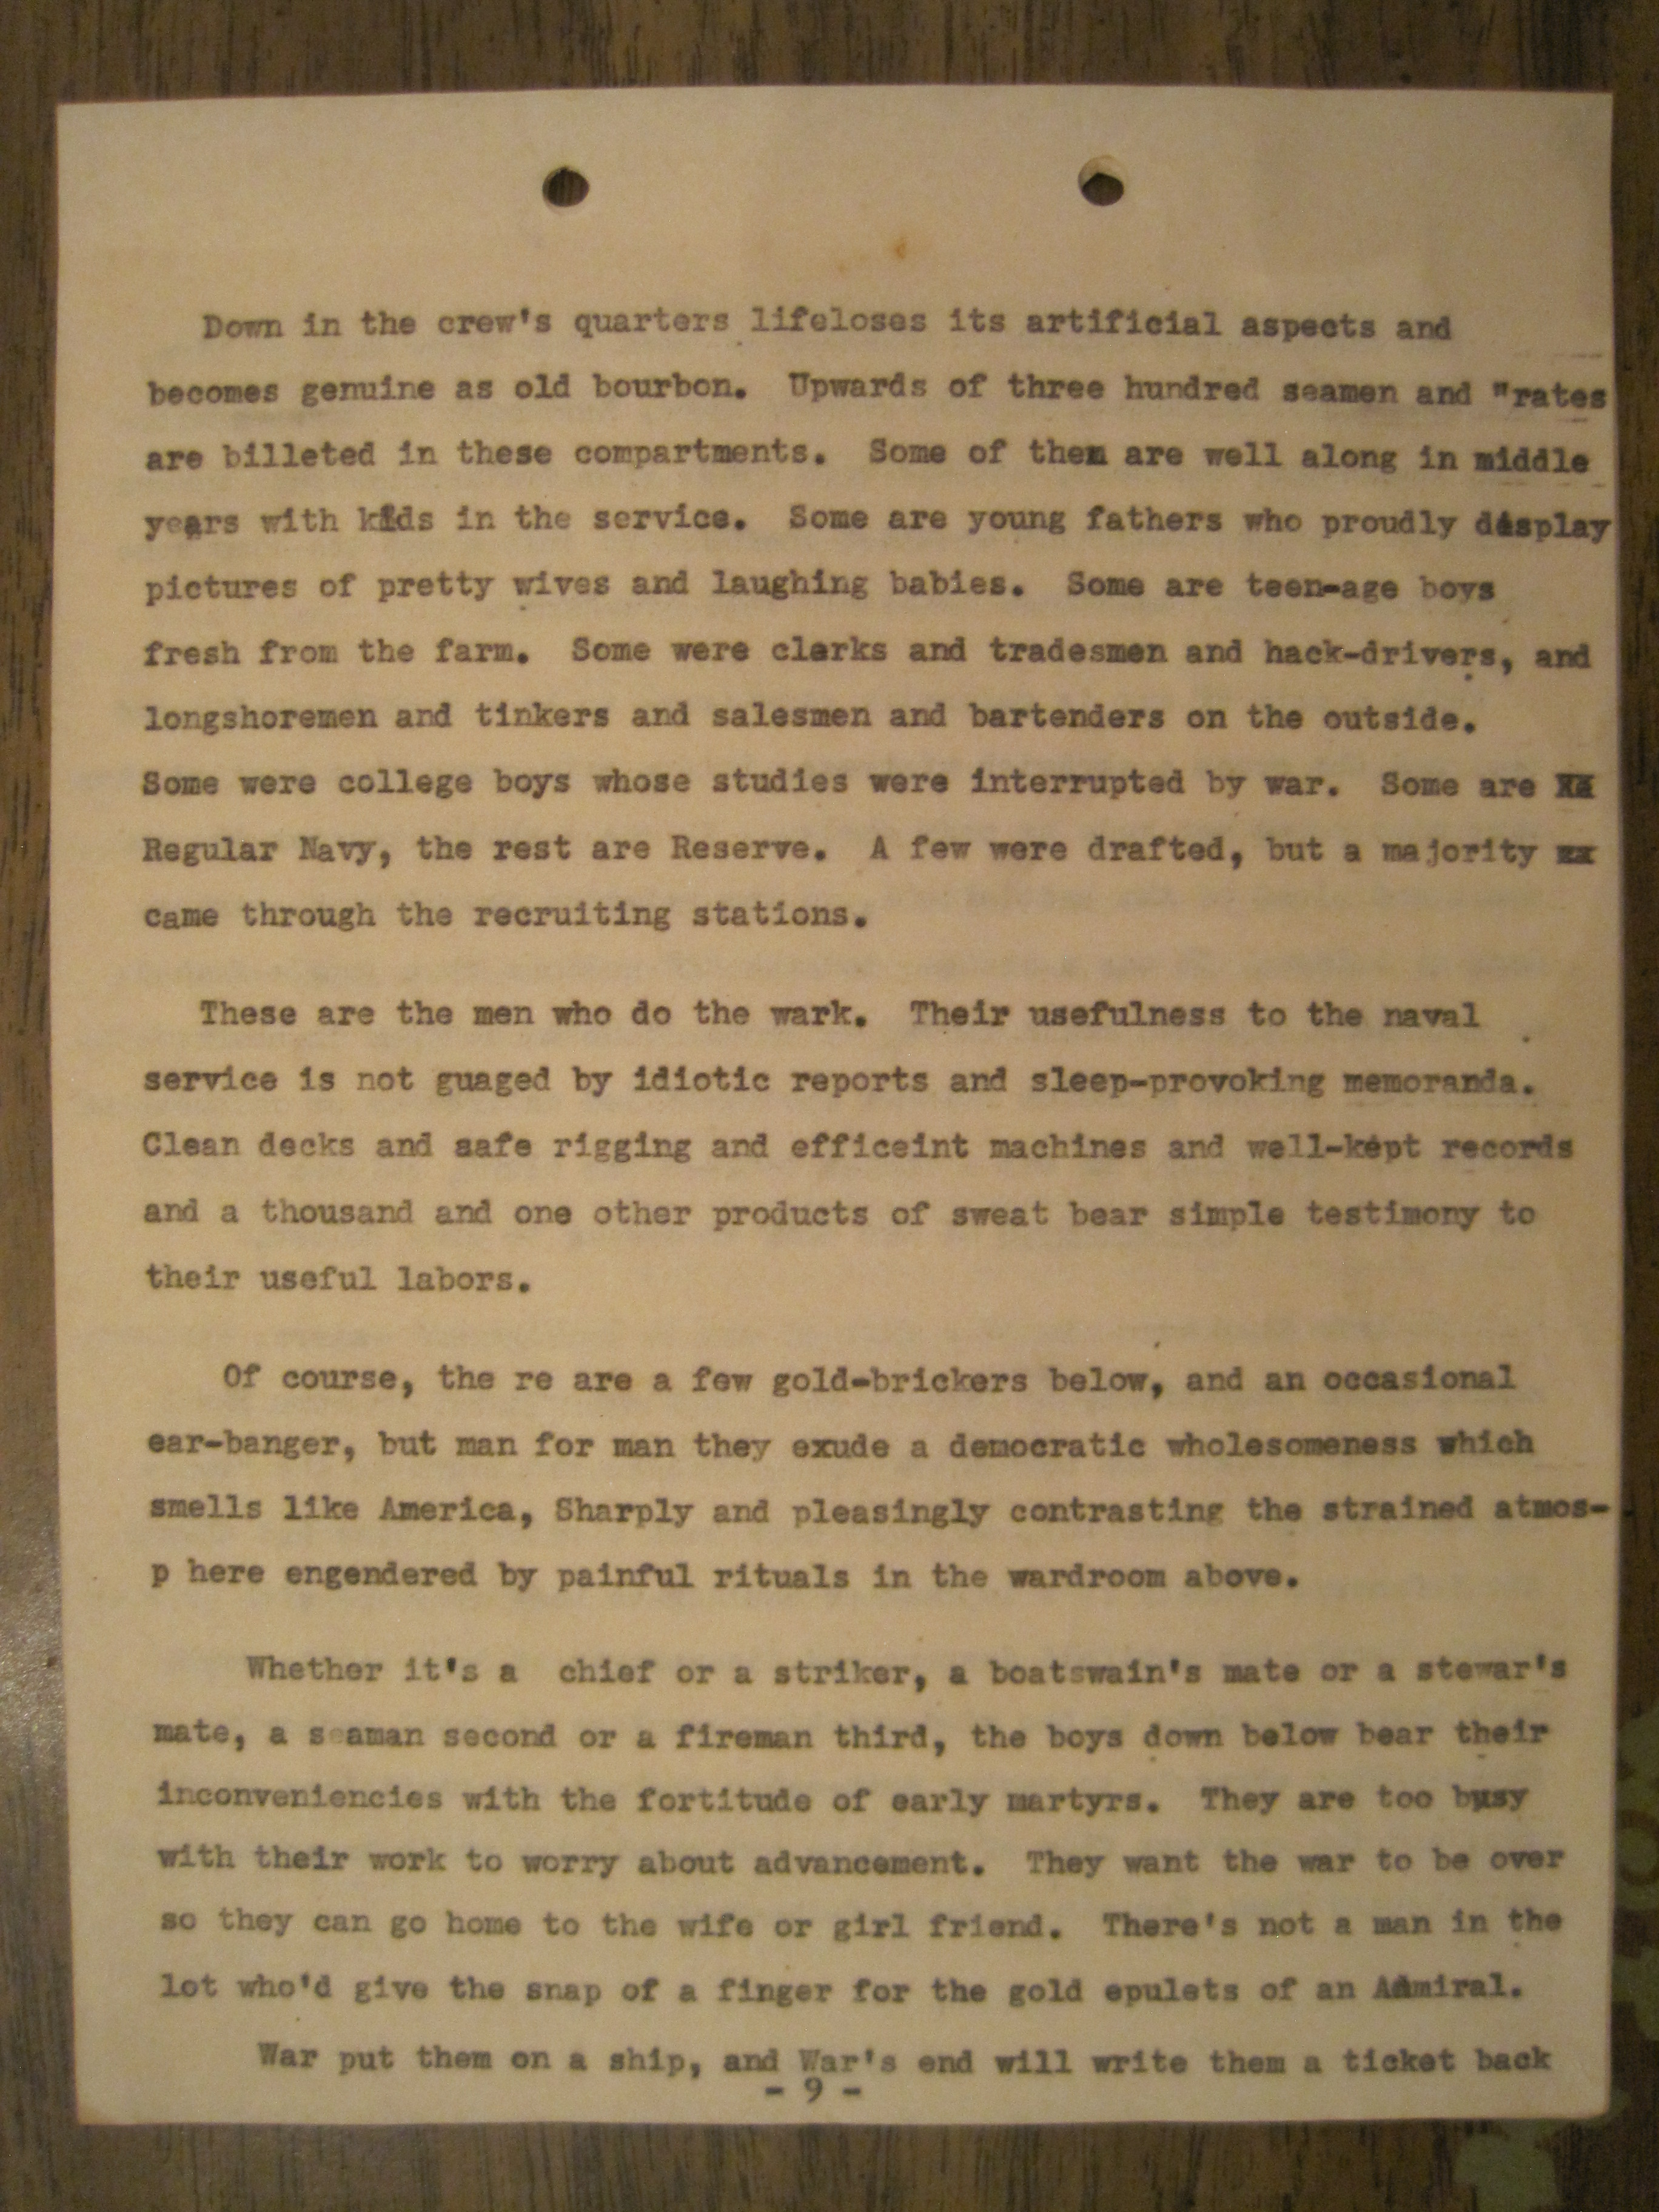 Down in the crew's quarters lifeloses its artificial aspects and
becomes genuine as old bourbon. Upwards of three hundred seamen and "rates
are billeted in these compartments. Some of them are well along in middle
years with kids in the service. Some are young fathers who proudly display
pictures of pretty wives and laughing babies. Some are teen-age boys
fresh from the farm. Some were clerks and tradesmen and hack-drivers, and
longshoremen and tinkers and salesmen and bartenders on the outside.
Some were college boys whose studies were interrupted by war. Some are
Regular Navy, the rest are Reserve. A few were drafted, but a majority
came through the recruiting stations.
These are the men who do the wark. Their usefulness to the naval
service is not guaged by idiotic reports and sleep-provoking memoranda.
Clean decks and safe rigging and efficeint machines and well-kept records
and a thousand and one other products of sweat bear simple testimony to
their useful labors.
Of course, the re are a few gold-brickers below, and an occasional
ear-banger, but man for man they exude a democratic wholesomeness which
smells like America, Sharply and pleasingly contrasting the strained atmos-
p here engendered by painful rituals in the wardroom above.
Whether it's a chief or a striker, a boatswain's mate or a stewar's
mate, a seaman second or a fireman third, the boys down below bear their
inconveniencies with the fortitude of early martyrs. They are too busy
with their work to worry about advancement. They want the war to be over
so they can go home to the wife or girl friend. There's not a man in the
lot who'd give the snap of a finger for the gold epulets of an Admiral.
War put them on a ship, and War's end will write them a ticket back
- 9 -